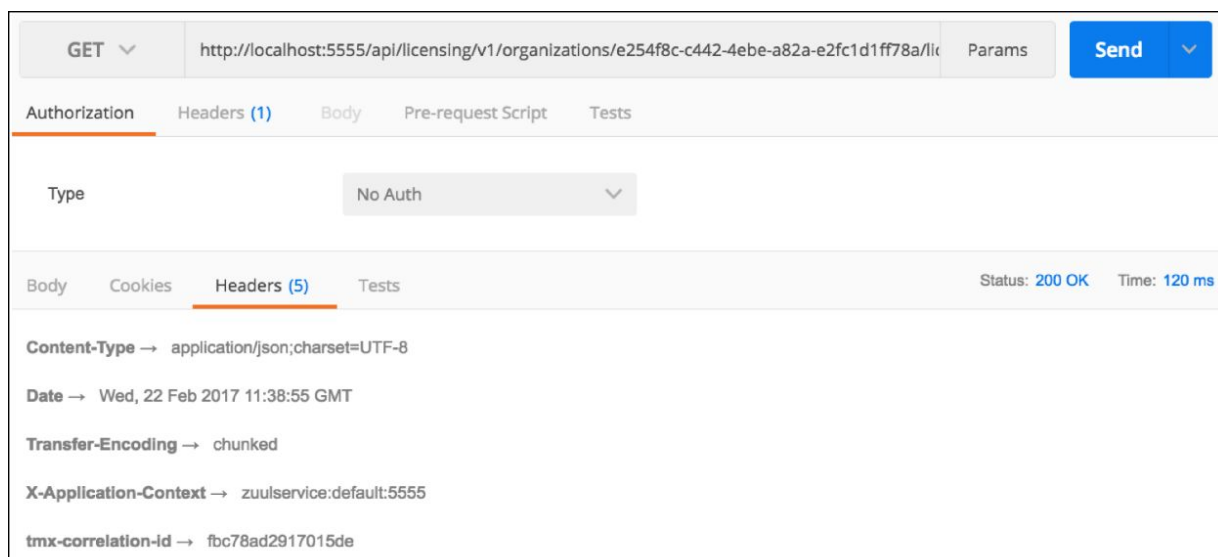 GET http://localhost:5555/api/licensing/v1/organizations/e254f8c-c442-4ebe-a82a-e2fc1d1ff78a/lic Params Send
Authorization Headers (1) Body Pre-request Script Tests
Type No Auth
Body Cookies Headers (5) Tests Status: 200 OK Time: 120 ms
Content-Type → application/json;charset=UTF-8
Date → Wed, 22 Feb 2017 11:38:55 GMT
Transfer-Encoding → chunked
X-Application-Context → zuulservice:default:5555
tmx-correlation-id → fbc78ad2917015de